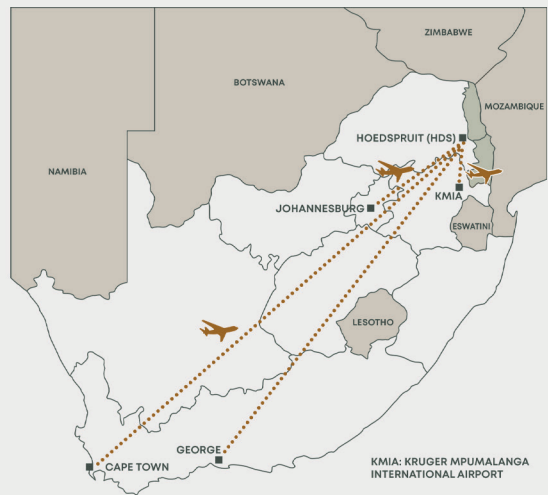 ZIMBABWE
BOTSWANA
MOZAMBIQUE
HOEDSPRUIT (HDS)
NAMIBIA
KMIA
JOHANNESBURG
ESWATINI
LESOTHO
GEORGE
CAPE TOWN
KMIA: KRUGER MPUMALANGA
INTERNATIONAL AIRPORT